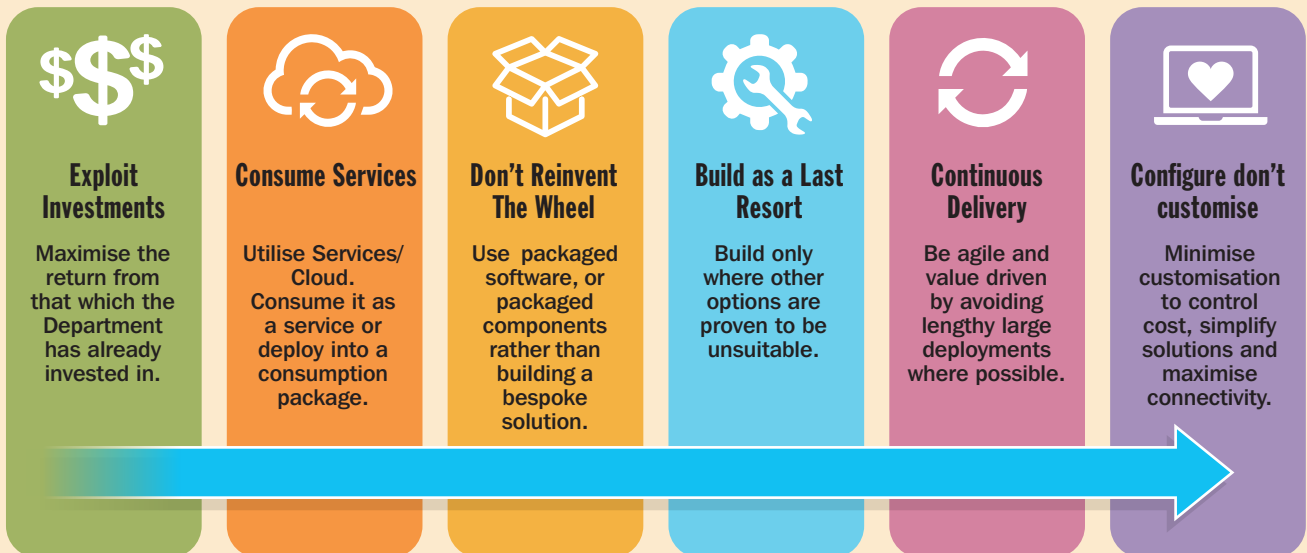 $$$
Exploit
Investments
Maximise the
return from
that which the
Department
has already
invested in.
Consume Services
Utilise Services/
Cloud.
Consume it as
a service or
deploy into a
consumption
package.
Don't Reinvent
The Wheel
Use packaged
software, or
packaged
components
rather than
building a
bespoke
solution.
Build as a Last
Resort
Build only
where other
options are
proven to be
unsuitable.
Continuous
Delivery
Be agile and
value driven
by avoiding
lengthy large
deployments
where possible.
Configure don't
customise
Minimise
customisation
to control
cost, simplify
solutions and
maximise
connectivity.